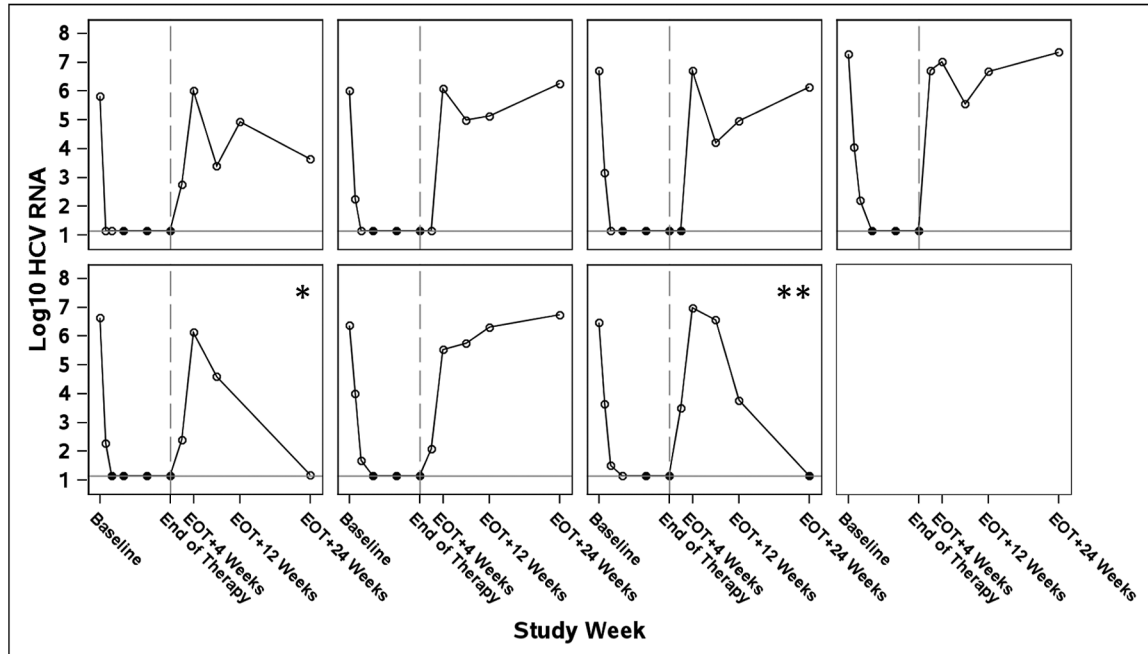 Log10 HCV RNA
8
7
6
5
4
3
2
1
*
**
8
7
6
5
4
3
2
1
Baseline
End of Therapy
EOT+4 Weeks
EOT+12 Weeks
EOT+24 Weeks
Baseline
End of Therapy
EOT+4 Weeks
EOT+12 Weeks
EOT+24 Weeks
Baseline
End of Therapy
EOT+4 Weeks
EOT+12 Weeks
EOT+24 Weeks
Baseline
End of Therapy
EOT+4 Weeks
EOT+12 Weeks
EOT+24 Weeks
Study Week